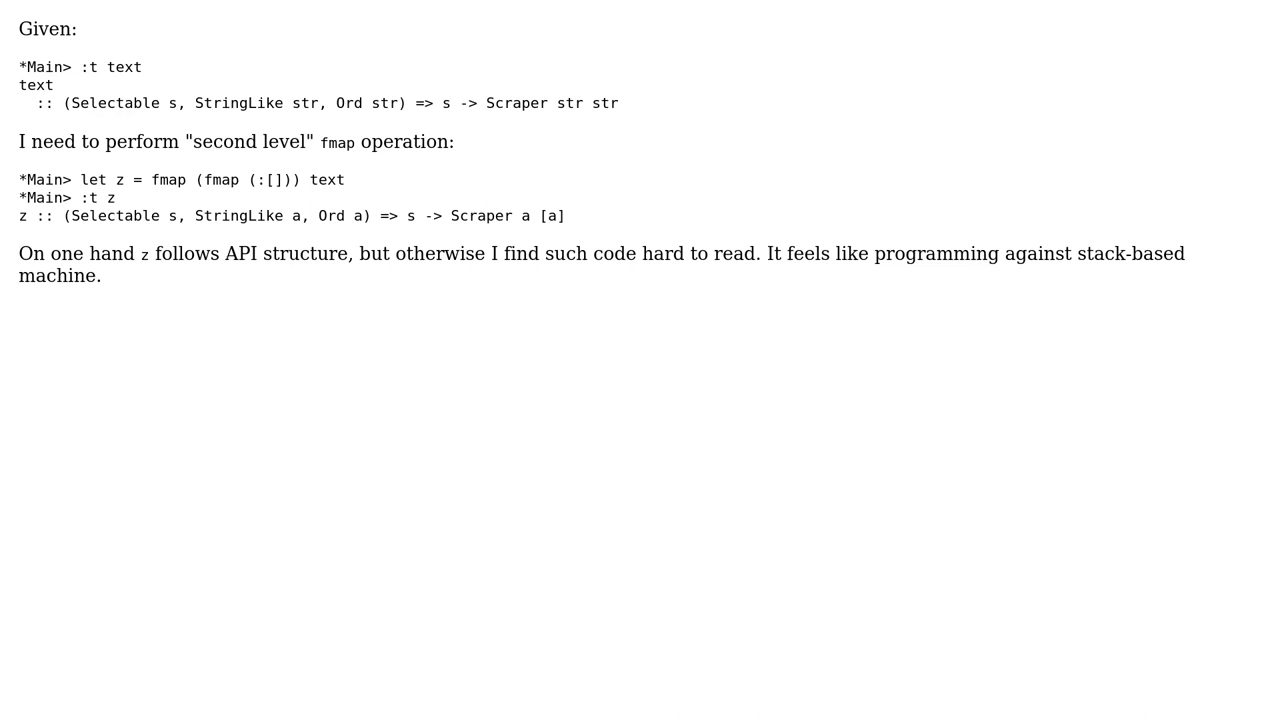 Given:
*Main> :t text
text
  :: (Selectable s, StringLike str, Ord str) => s -> Scraper str str
I need to perform "second level" fmap operation:
*Main> let z = fmap (fmap (:[])) text
*Main> :t z
z :: (Selectable s, StringLike a, Ord a) => s -> Scraper a [a]
On one hand z follows API structure, but otherwise I find such code hard to read. It feels like programming against stack-based
machine.